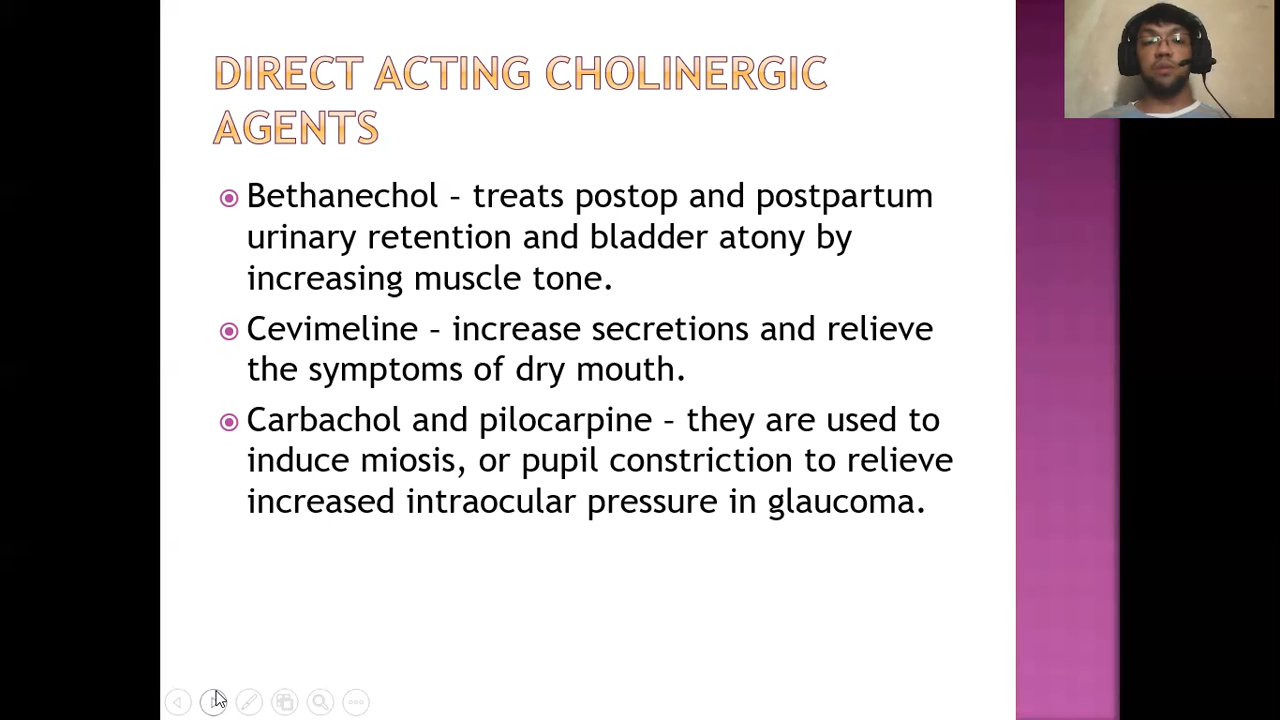 DIRECT ACTING CHOLINERGIC
AGENTS
Bethanechol – treats postop and postpartum
urinary retention and bladder atony by
increasing muscle tone.
Cevimeline – increase secretions and relieve
the symptoms of dry mouth.
Carbachol and pilocarpine – they are used to
induce miosis, or pupil constriction to relieve
increased intraocular pressure in glaucoma.